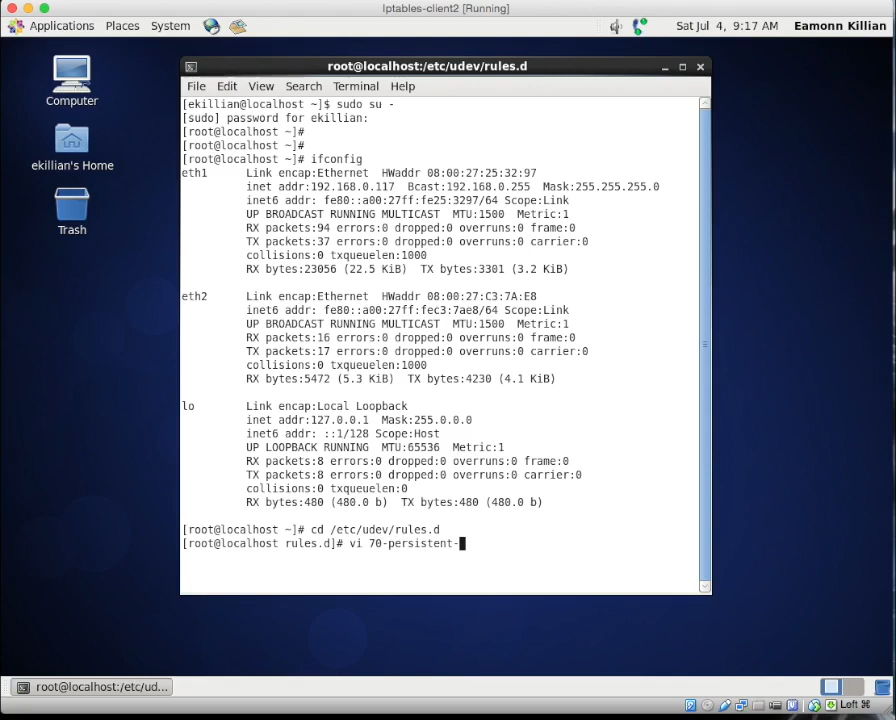 Iptables-client2 [Running]
Applications Places System Sat Jul 4, 9:17 AM Eamonn Killian
Computer
ekillian's Home
Trash
root@localhost:/etc/udev/rules.d
File Edit View Search Terminal Help
[ekillian@localhost ~]$ sudo su -
[sudo] password for ekillian:
[root@localhost ~]#
[root@localhost ~]#
[root@localhost ~]# ifconfig
eth1 Link encap:Ethernet HWaddr 08:00:27:25:32:97
inet addr:192.168.0.117 Bcast:192.168.0.255 Mask:255.255.255.0
inet6 addr: fe80::a00:27ff:fe25:3297/64 Scope:Link
UP BROADCAST RUNNING MULTICAST MTU:1500 Metric:1
RX packets:94 errors:0 dropped:0 overruns:0 frame:0
TX packets:37 errors:0 dropped:0 overruns:0 carrier:0
collisions:0 txqueuelen:1000
RX bytes:23056 (22.5 KiB) TX bytes:3301 (3.2 KiB)
eth2 Link encap:Ethernet HWaddr 08:00:27:C3:7A:E8
inet6 addr: fe80::a00:27ff:fec3:7ae8/64 Scope:Link
UP BROADCAST RUNNING MULTICAST MTU:1500 Metric:1
RX packets:16 errors:0 dropped:0 overruns:0 frame:0
TX packets:17 errors:0 dropped:0 overruns:0 carrier:0
collisions:0 txqueuelen:1000
RX bytes:5472 (5.3 KiB) TX bytes:4230 (4.1 KiB)
lo Link encap:Local Loopback
inet addr:127.0.0.1 Mask:255.0.0.0
inet6 addr: ::1/128 Scope:Host
UP LOOPBACK RUNNING MTU:65536 Metric:1
RX packets:8 errors:0 dropped:0 overruns:0 frame:0
TX packets:8 errors:0 dropped:0 overruns:0 carrier:0
collisions:0 txqueuelen:0
RX bytes:480 (480.0 b) TX bytes:480 (480.0 b)
[root@localhost ~]# cd /etc/udev/rules.d
[root@localhost rules.d]# vi 70-persistent-
root@localhost:/etc/ud...
Left ⌘